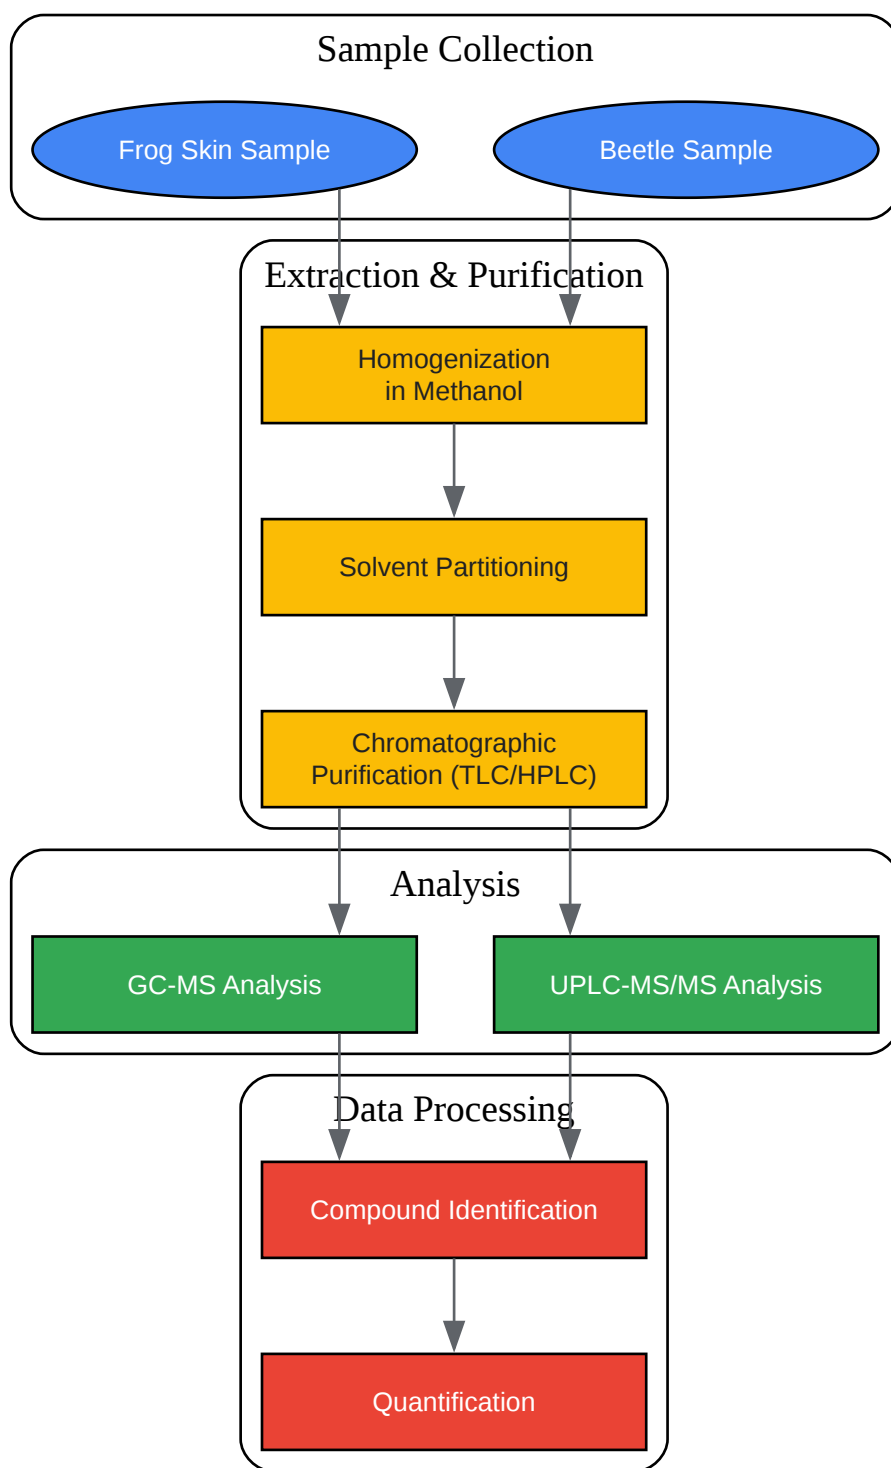 Sample Collection
Frog Skin Sample
Beetle Sample
Extraction & Purification
Homogenization
in Methanol
Solvent Partitioning
Chromatographic
Purification (TLC/HPLC)
Analysis
GC-MS Analysis
UPLC-MS/MS Analysis
Data Processing
Compound Identification
Quantification